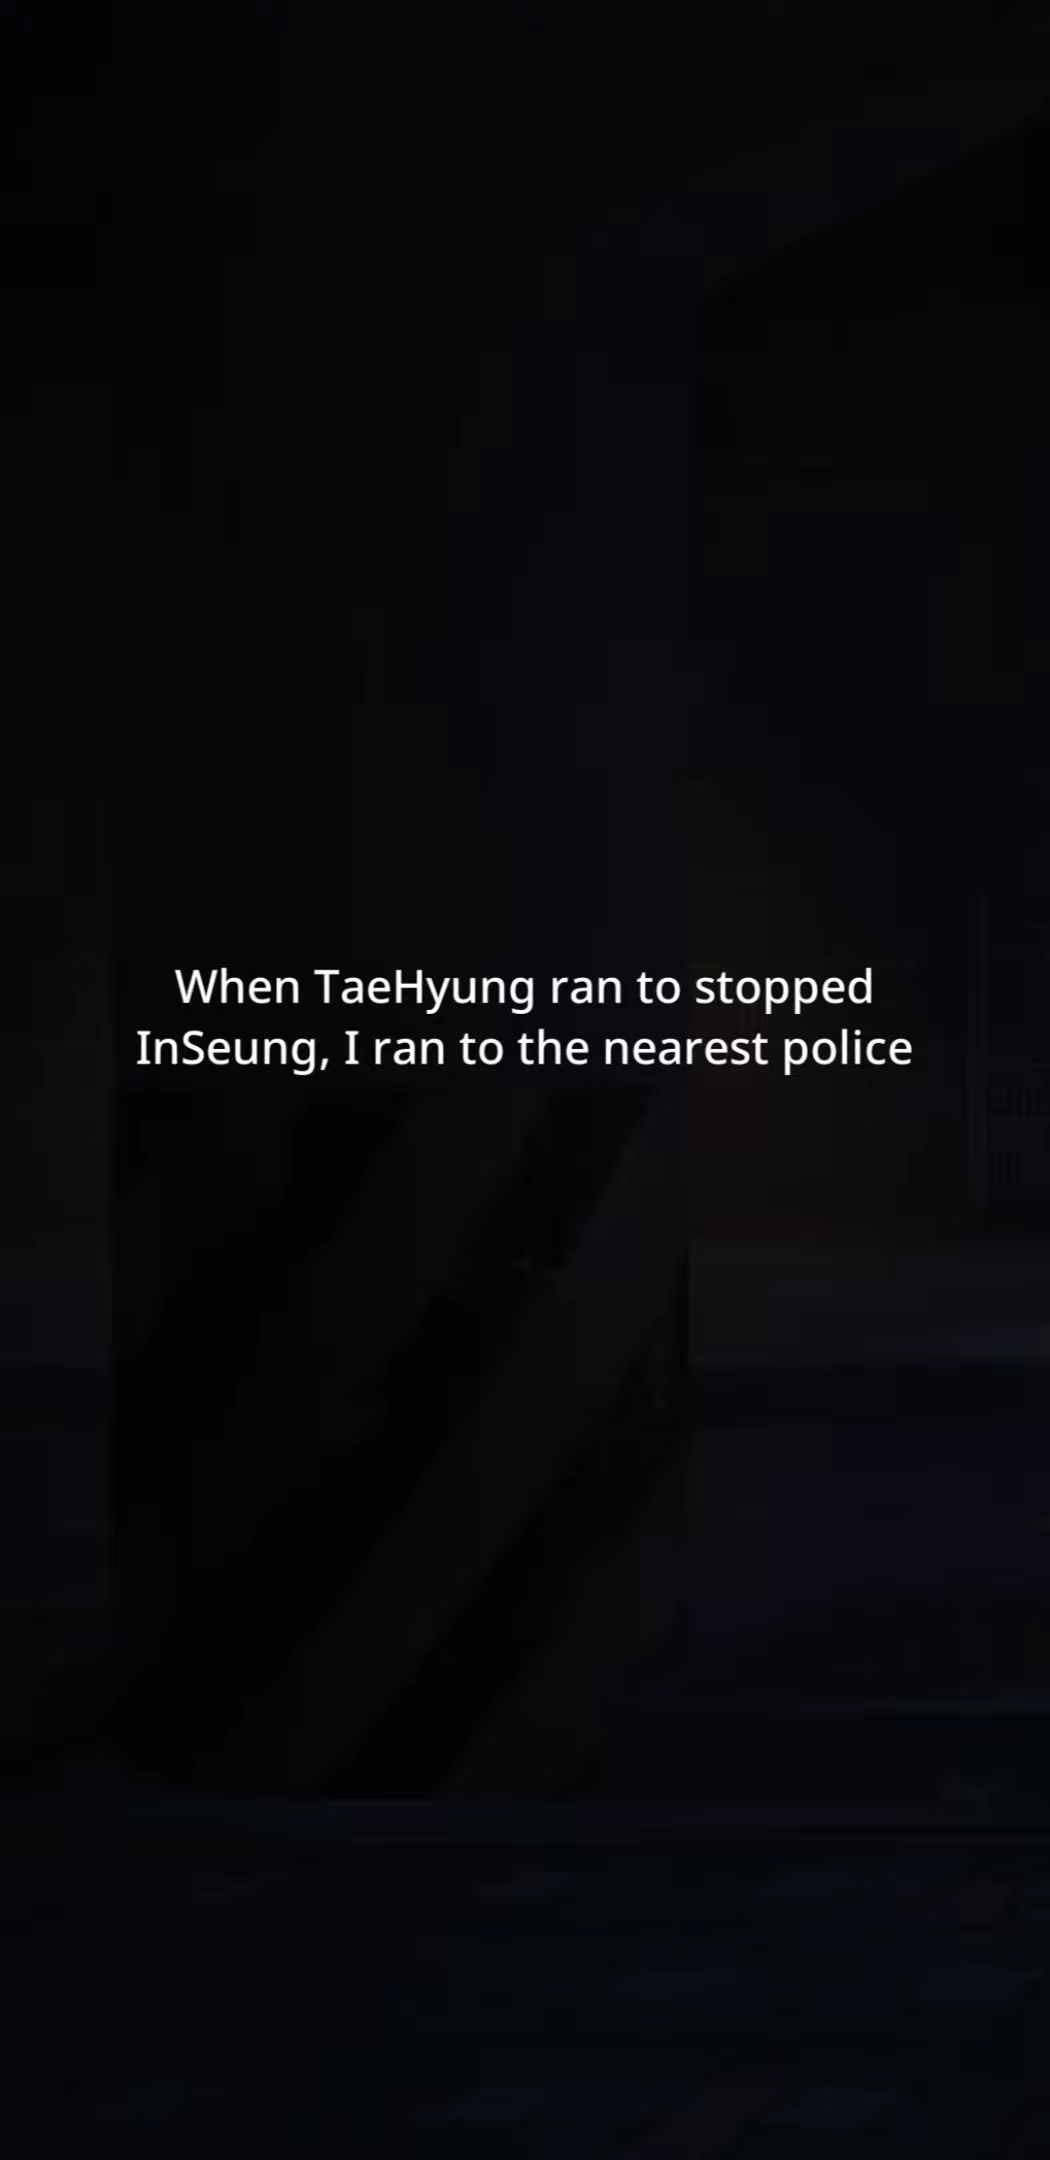 When TaeHyung ran to stopped
InSeung, I ran to the nearest police